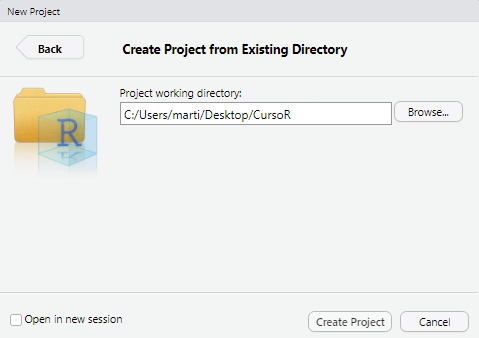 New Project
Back
Create Project from Existing Directory
Project working directory:
C:/Users/marti/Desktop/CursoR
Browse...
R
Open in new session
Create Project
Cancel